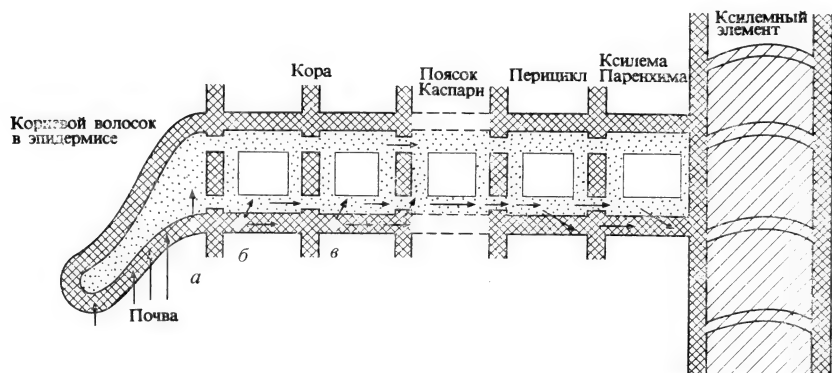 Ксилемный
элемент
Кора
Поясок
Каспари
Перицикл
Ксилема
Паренхима
Корневой волосок
в эпидермисе
а
б
в
Почва